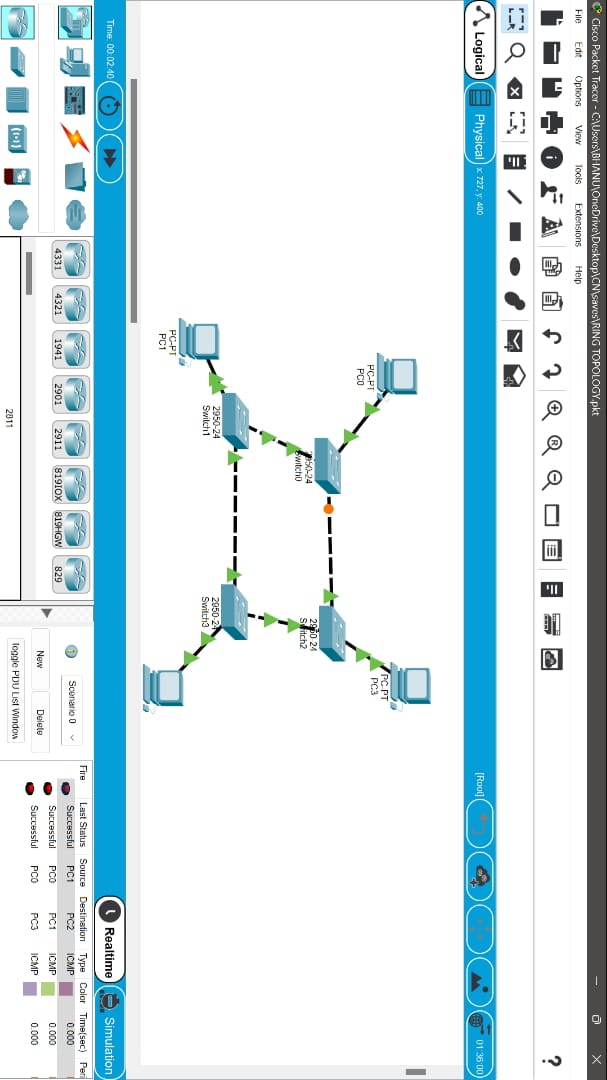 Cisco Packet Tracer - C:\Users\BHANU\OneDrive\Desktop\CN\saves\RING TOPOLOGY.pkt
File Edit Options View Tools Extensions Help
?
Logical Physical x: 727, y: 400 [Root] 01:36:00
PC-PT
PC0
PC-PT
PC3
2950-24
Switch2
PC-PT
PC1
2950-24
Switch1
2950-24
Switch3
Time: 00:02:40 Realtime Simulation
4331 4321 1941 2901 2911 819IOX 819HGW 829
2811
Scenario 0
New Delete
Toggle PDU List Window
Fire Last Status Source Destination Type Color Time(sec) Peri
Successful PC1 PC2 ICMP 0.000
Successful PC0 PC1 ICMP 0.000
Successful PC0 PC3 ICMP 0.000